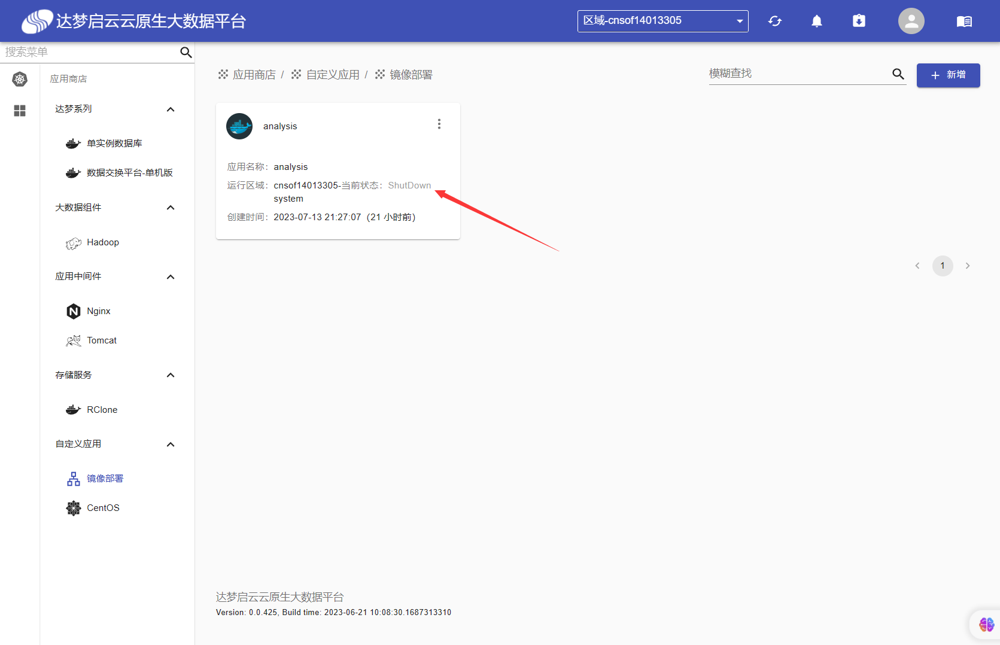 达梦启云云原生大数据平台
区域-cnsof14013305
搜索菜单
应用商店
达梦系列
单实例数据库
数据交换平台-单机版
大数据组件
Hadoop
应用中间件
Nginx
Tomcat
存储服务
RClone
自定义应用
镜像部署
CentOS
应用商店 / 自定义应用 / 镜像部署
模糊查找
新增
analysis
应用名称: analysis
运行区域: cnsof14013305-当前状态: ShutDown
system
创建时间: 2023-07-13 21:27:07 (21 小时前)
1
达梦启云云原生大数据平台
Version: 0.0.425, Build time: 2023-06-21 10:08:30.1687313310